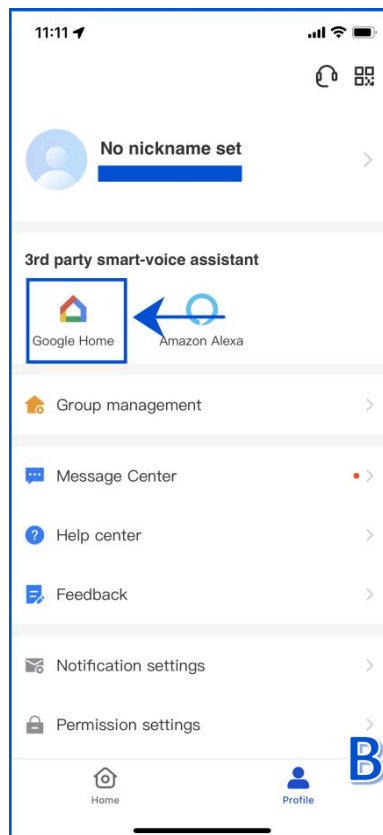 11:11
No nickname set
3rd party smart-voice assistant
Google Home
Amazon Alexa
Group management
Message Center
Help center
Feedback
Notification settings
Permission settings
B
Home
Profile